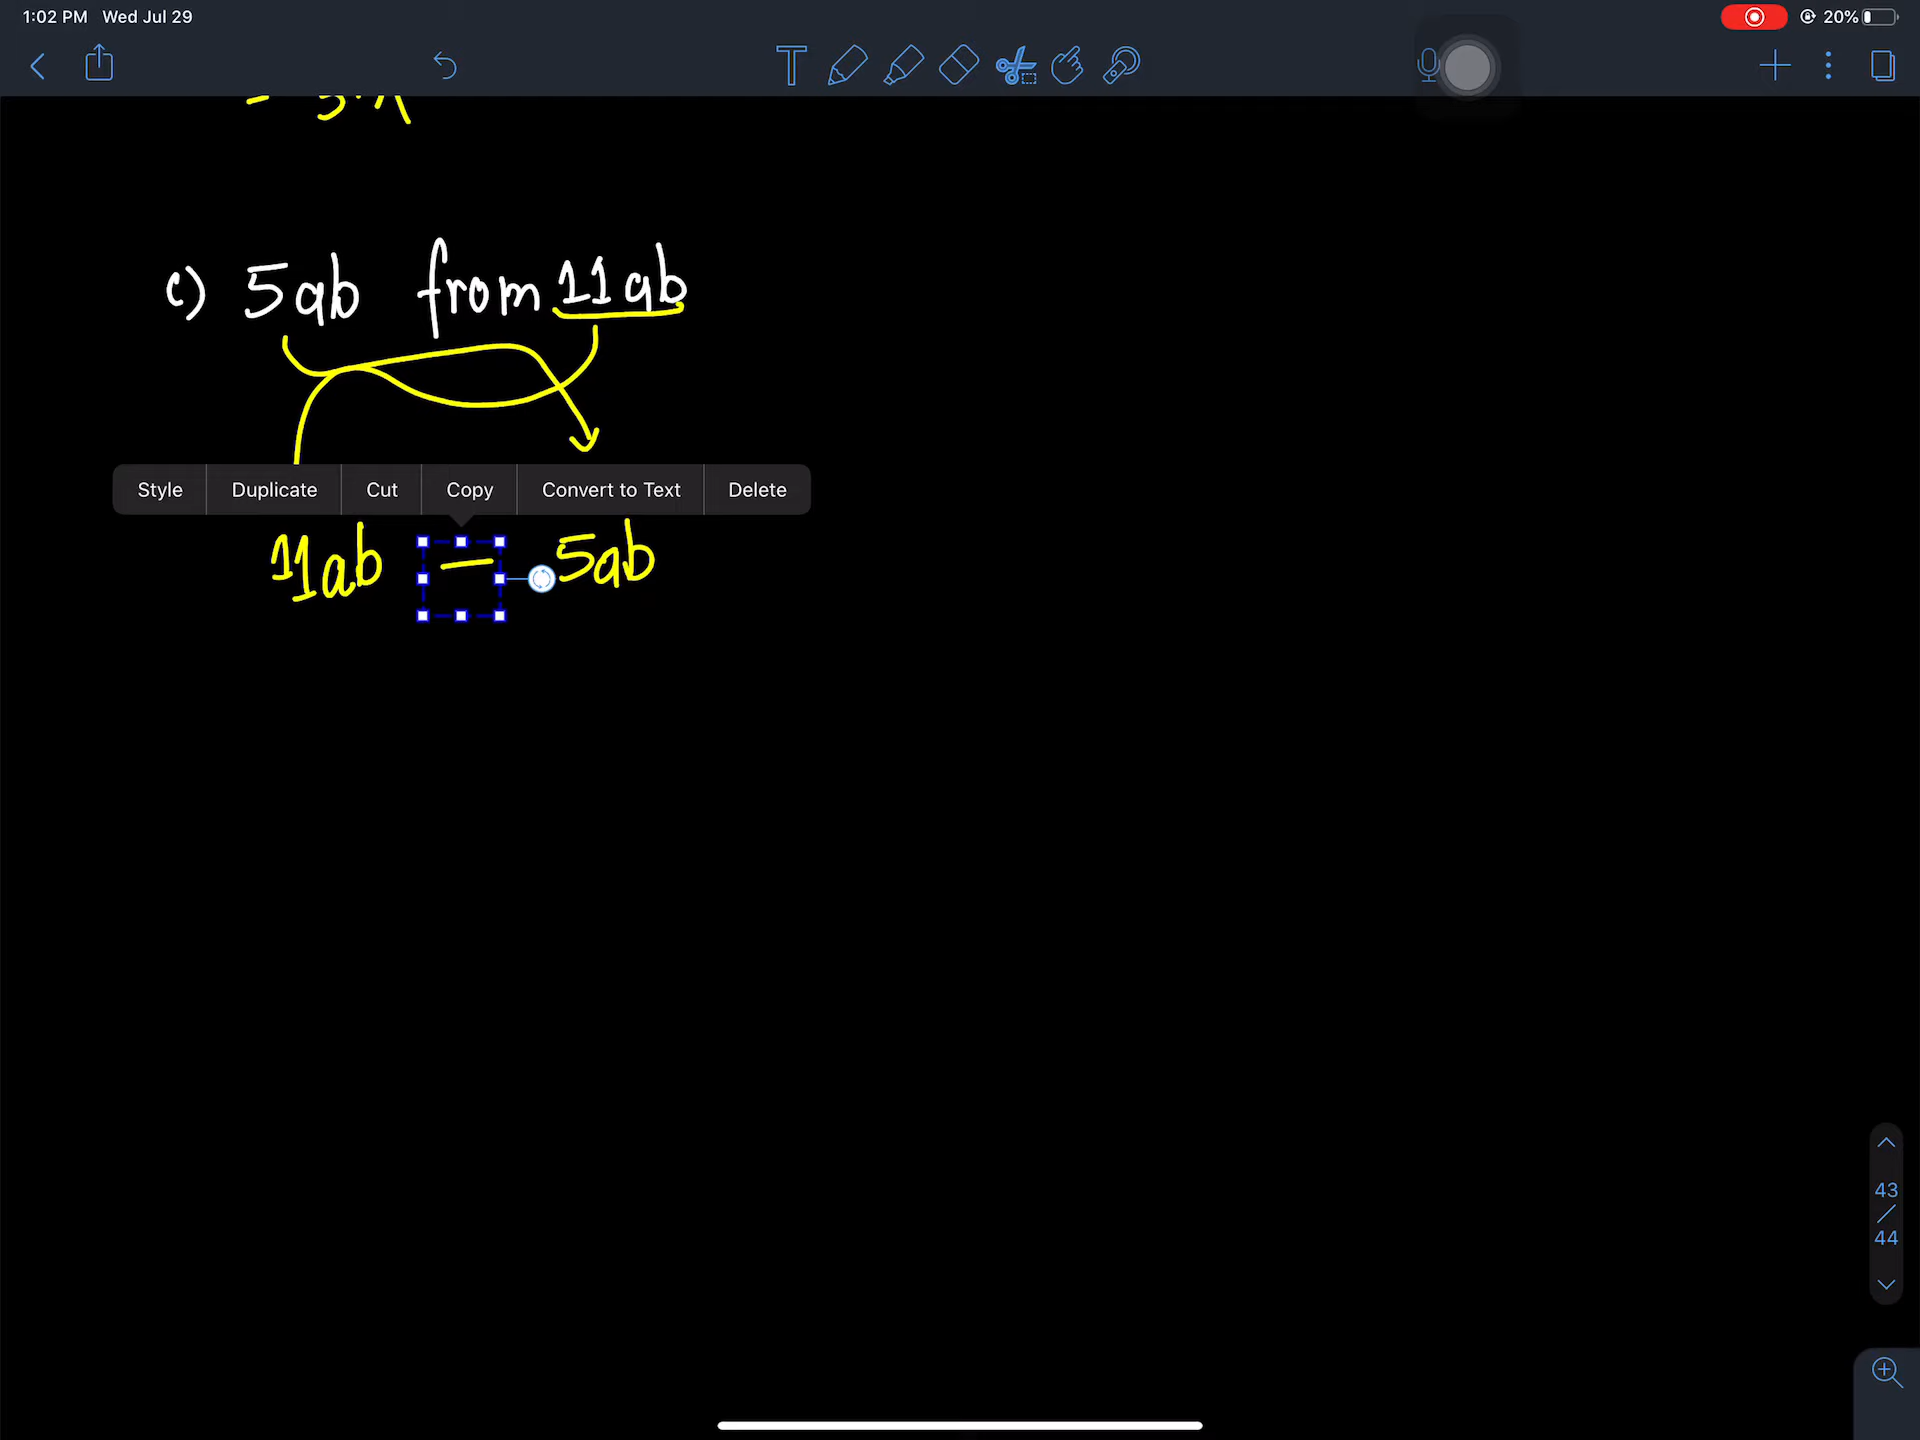 1:02 PM Wed Jul 29
20%
c) 5ab from 11ab
Style Duplicate Cut Copy Convert to Text Delete
11ab — 5ab
43
/
44